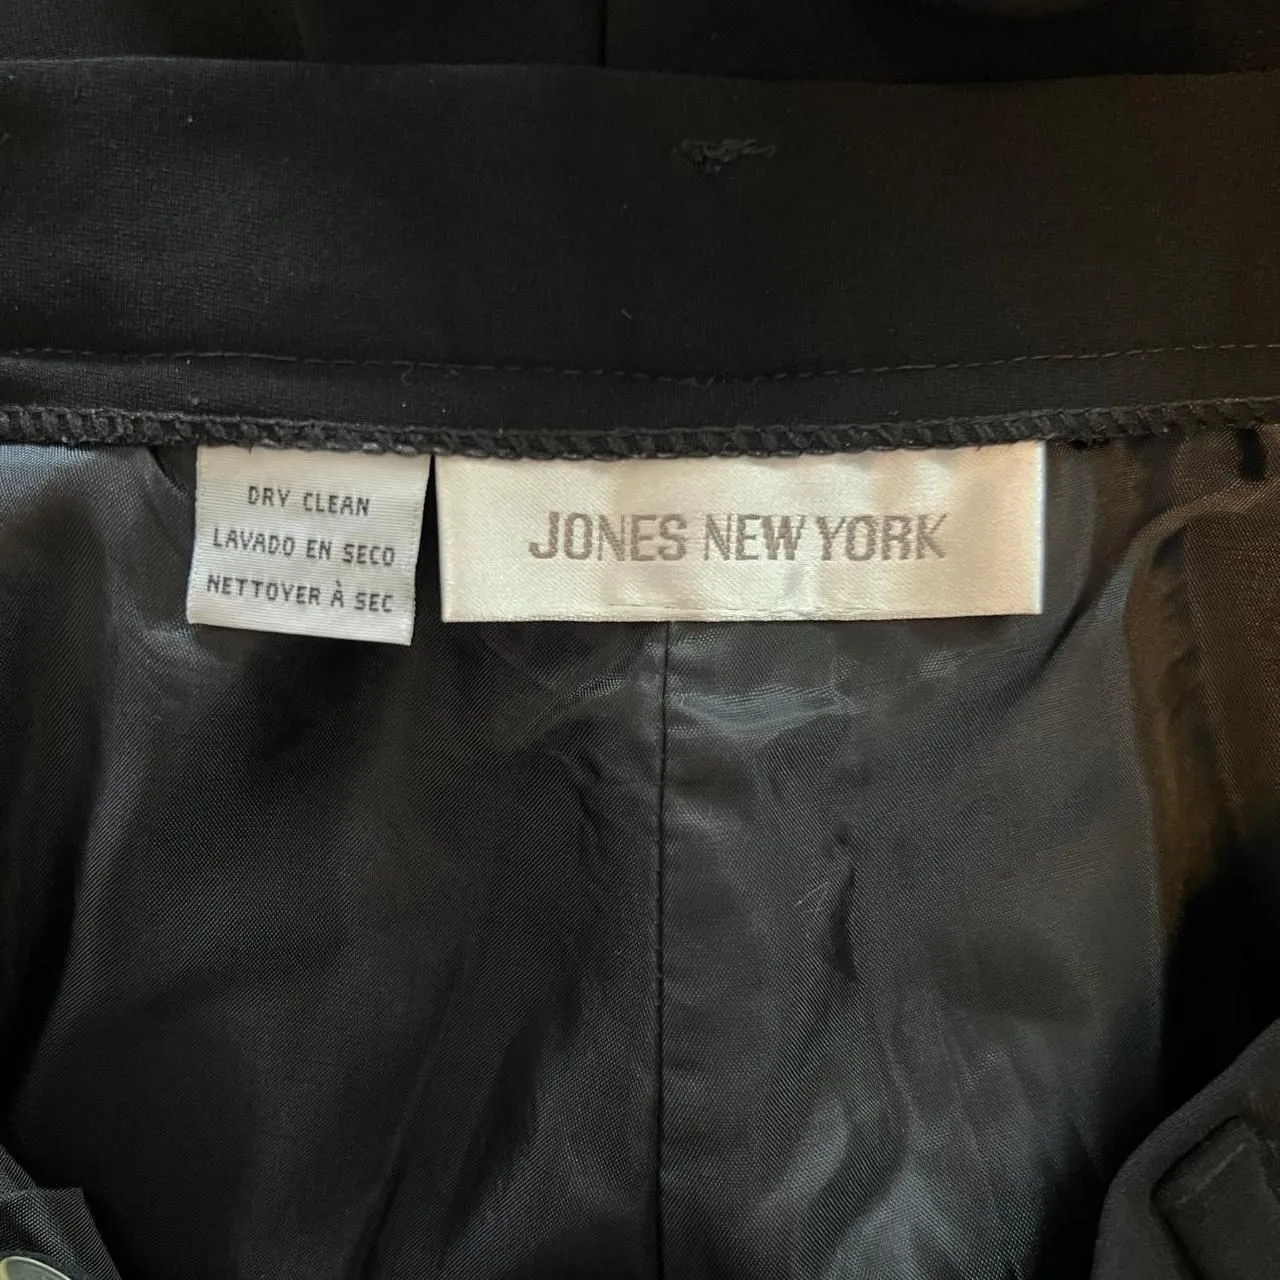 DRY CLEAN
LAVADO EN SECO
NETTOYER À SEC
JONES NEW YORK